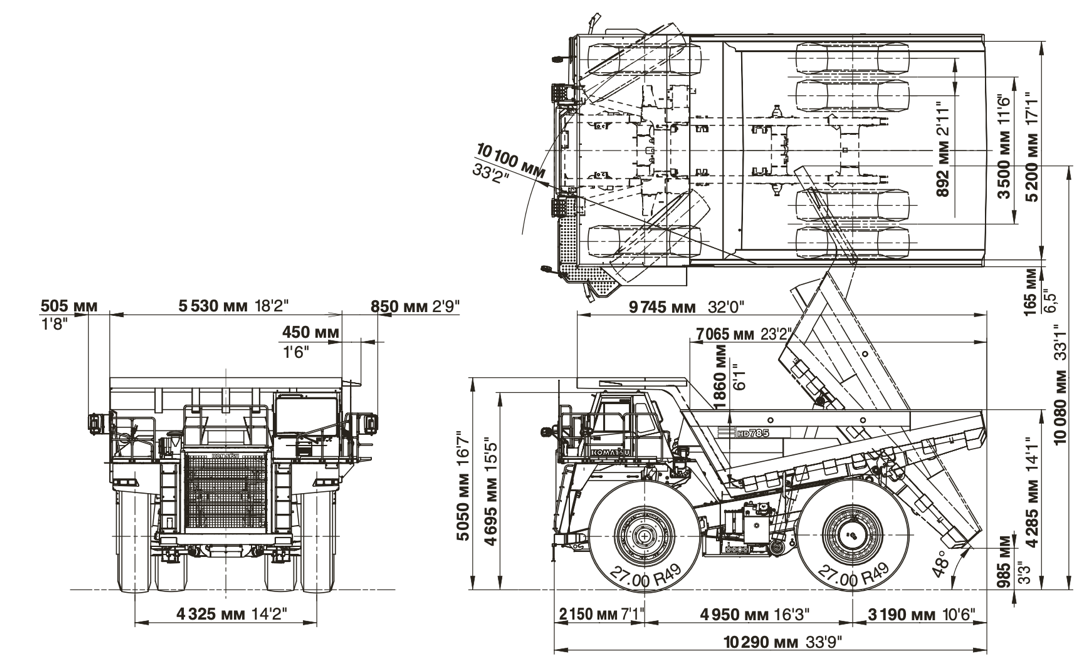 10 100 мм
33'2"
892 мм 2'11"
3 500 мм 11'6"
5 200 мм 17'1"
165 мм
6,5"
505 мм
1'8"
5 530 мм 18'2"
850 мм 2'9"
450 мм
1'6"
9 745 мм 32'0"
7 065 мм 23'2"
1 860 мм
6'1"
10 080 мм 33'1"
HD785
KOMATSU
KOMATSU
5 050 мм 16'7"
4 695 мм 15'5"
4 285 мм 14'1"
985 мм
3'3"
48°
27.00 R49
27.00 R49
4 325 мм 14'2"
2 150 мм 7'1"
4 950 мм 16'3"
3 190 мм 10'6"
10 290 мм 33'9"